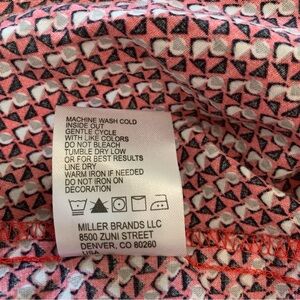 MACHINE WASH COLD
INSIDE OUT
GENTLE CYCLE
WITH LIKE COLORS
DO NOT BLEACH
TUMBLE DRY LOW
OR FOR BEST RESULTS
LINE DRY
WARM IRON IF NEEDED
DO NOT IRON ON
DECORATION
MILLER BRANDS LLC
8500 ZUNI STREET
DENVER, CO 80260
USA